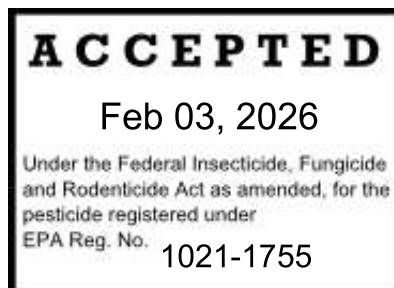 ACCEPTED
Feb 03, 2026
Under the Federal Insecticide, Fungicide
and Rodenticide Act as amended, for the
pesticide registered under
EPA Reg. No. 1021-1755